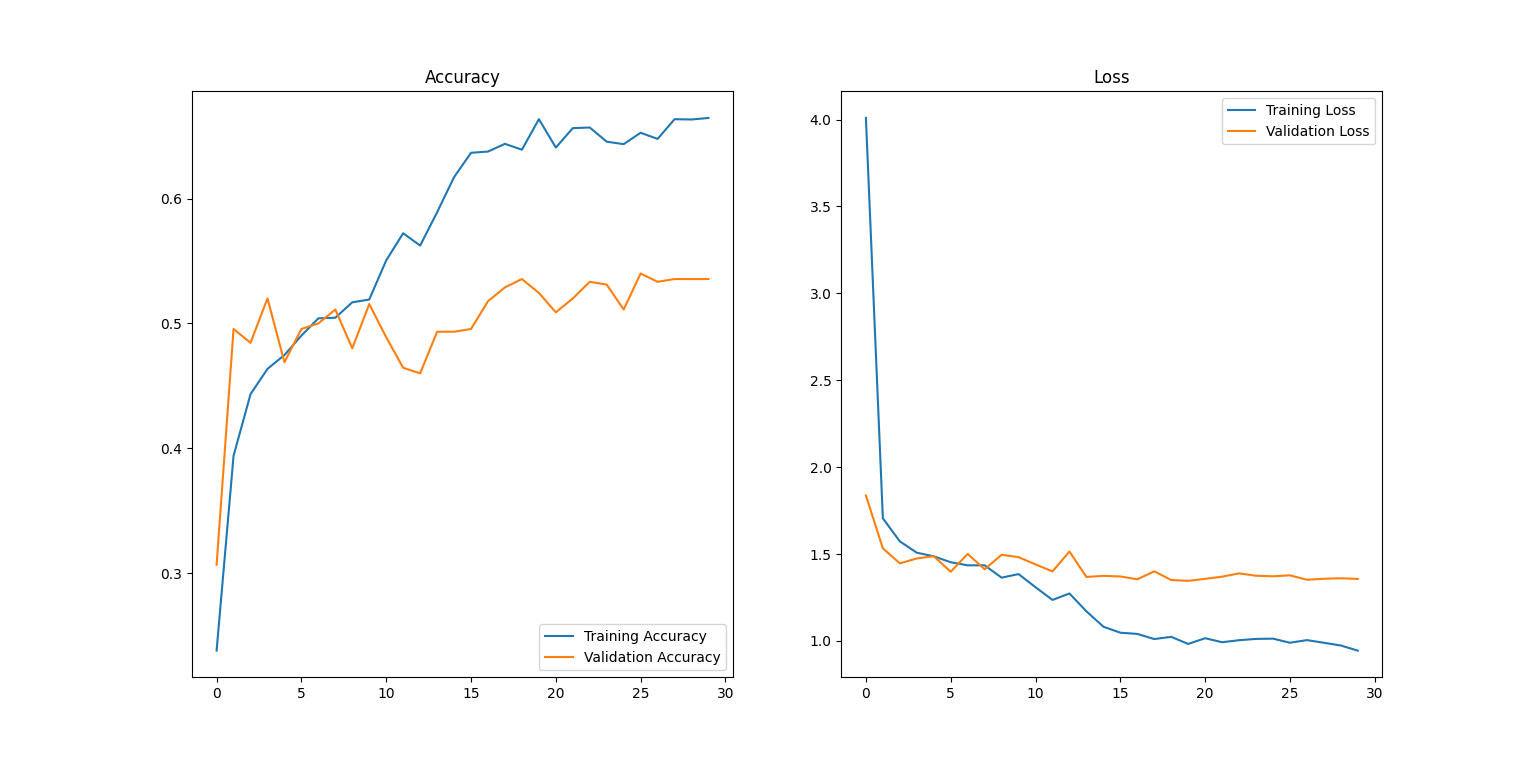 Accuracy
0.6
0.5
0.4
0.3
0 5 10 15 20 25 30
Training Accuracy
Validation Accuracy
Loss
4.0
3.5
3.0
2.5
2.0
1.5
1.0
0 5 10 15 20 25 30
Training Loss
Validation Loss